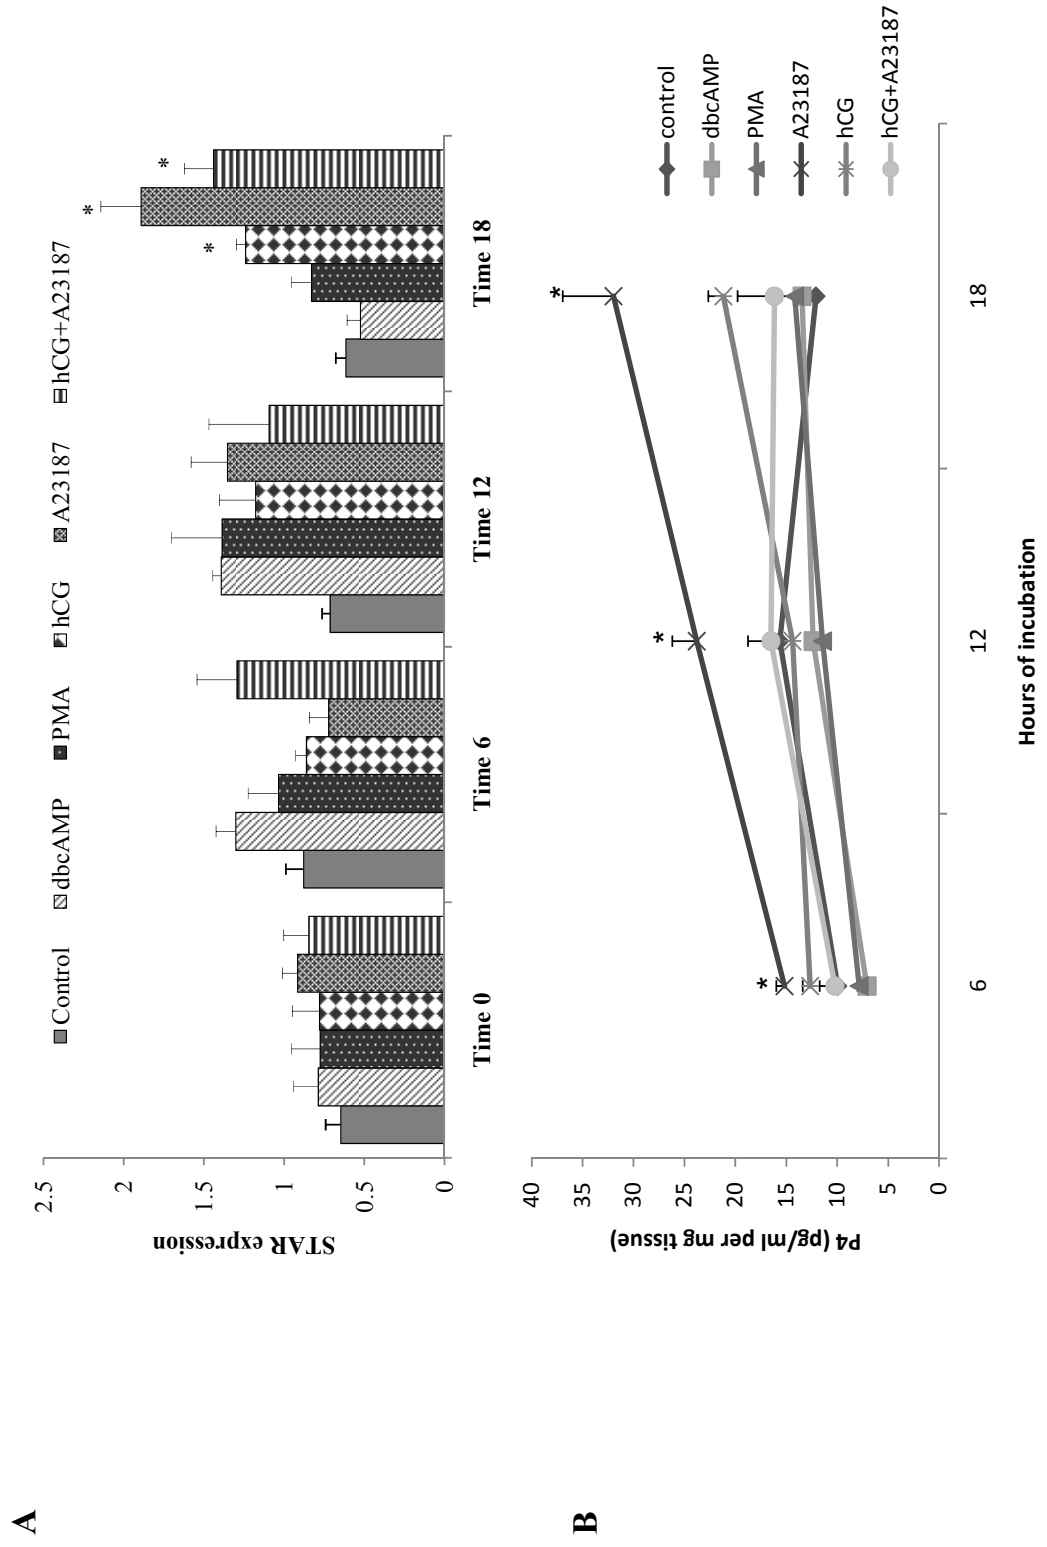 A
Control dbcAMP PMA hCG A23187 hCG+A23187
2.5
2
1.5
1
0.5
0
STAR expression
*
*
*
Time 0 Time 6 Time 12 Time 18
B
40
35
30
25
20
15
10
5
0
P4 (pg/ml per mg tissue)
*
*
*
control
dbcAMP
PMA
A23187
hCG
hCG+A23187
6 12 18
Hours of incubation